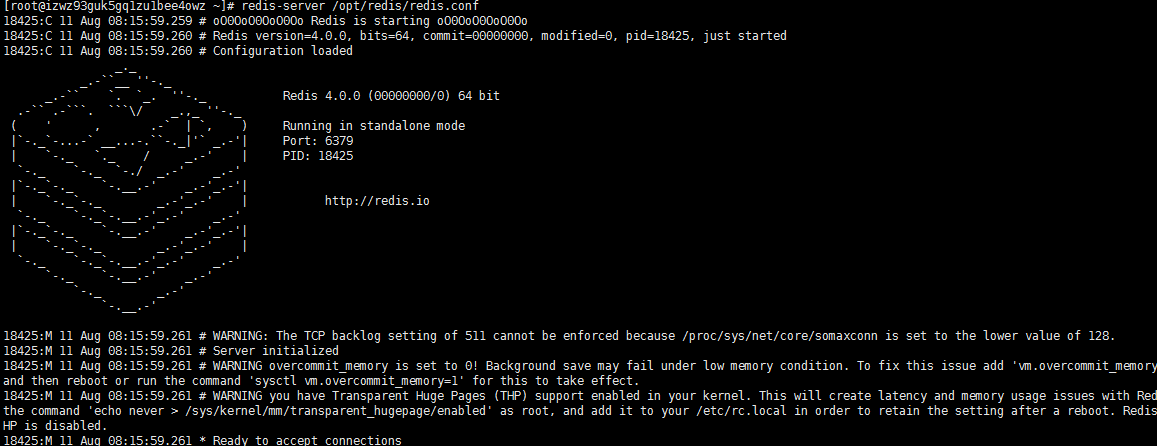 [root@izwz93guk5gq1zu1bee4owz ~]# redis-server /opt/redis/redis.conf
18425:C 11 Aug 08:15:59.259 # oO0OoO0OoO0Oo Redis is starting oO0OoO0OoO0Oo
18425:C 11 Aug 08:15:59.260 # Redis version=4.0.0, bits=64, commit=00000000, modified=0, pid=18425, just started
18425:C 11 Aug 08:15:59.260 # Configuration loaded
Redis 4.0.0 (00000000/0) 64 bit
Running in standalone mode
Port: 6379
PID: 18425
http://redis.io
18425:M 11 Aug 08:15:59.261 # WARNING: The TCP backlog setting of 511 cannot be enforced because /proc/sys/net/core/somaxconn is set to the lower value of 128.
18425:M 11 Aug 08:15:59.261 # Server initialized
18425:M 11 Aug 08:15:59.261 # WARNING overcommit_memory is set to 0! Background save may fail under low memory condition. To fix this issue add 'vm.overcommit_memory
and then reboot or run the command 'sysctl vm.overcommit_memory=1' for this to take effect.
18425:M 11 Aug 08:15:59.261 # WARNING you have Transparent Huge Pages (THP) support enabled in your kernel. This will create latency and memory usage issues with Red
the command 'echo never > /sys/kernel/mm/transparent_hugepage/enabled' as root, and add it to your /etc/rc.local in order to retain the setting after a reboot. Redis
HP is disabled.
18425:M 11 Aug 08:15:59.261 * Ready to accept connections